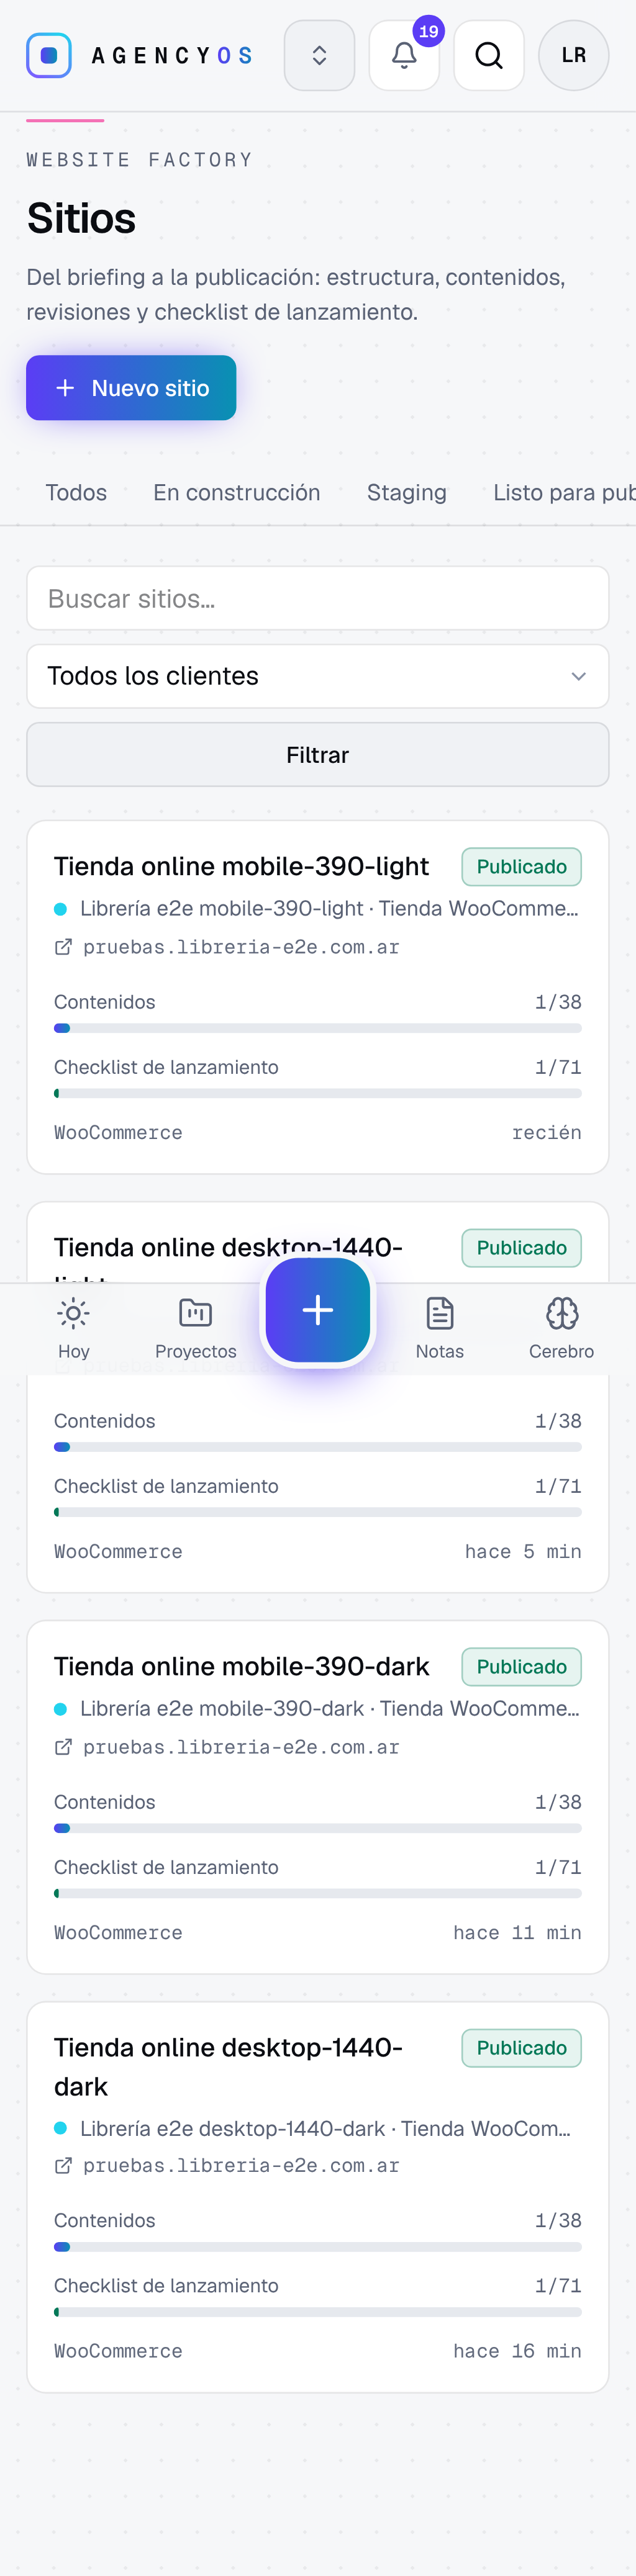 AGENCYOS
19
LR
WEBSITE FACTORY
Sitios
Del briefing a la publicación: estructura, contenidos,
revisiones y checklist de lanzamiento.
Nuevo sitio
Todos En construcción Staging Listo para pub
Buscar sitios...
Todos los clientes
Filtrar
Tienda online mobile-390-light Publicado
Librería e2e mobile-390-light · Tienda WooComme...
pruebas.libreria-e2e.com.ar
Contenidos 1/38
Checklist de lanzamiento 1/71
WooCommerce recién
Tienda online desktop-1440- Publicado
light
Hoy Proyectos Notas Cerebro
Contenidos 1/38
Checklist de lanzamiento 1/71
WooCommerce hace 5 min
Tienda online mobile-390-dark Publicado
Librería e2e mobile-390-dark · Tienda WooComme...
pruebas.libreria-e2e.com.ar
Contenidos 1/38
Checklist de lanzamiento 1/71
WooCommerce hace 11 min
Tienda online desktop-1440- Publicado
dark
Librería e2e desktop-1440-dark · Tienda WooCom...
pruebas.libreria-e2e.com.ar
Contenidos 1/38
Checklist de lanzamiento 1/71
WooCommerce hace 16 min